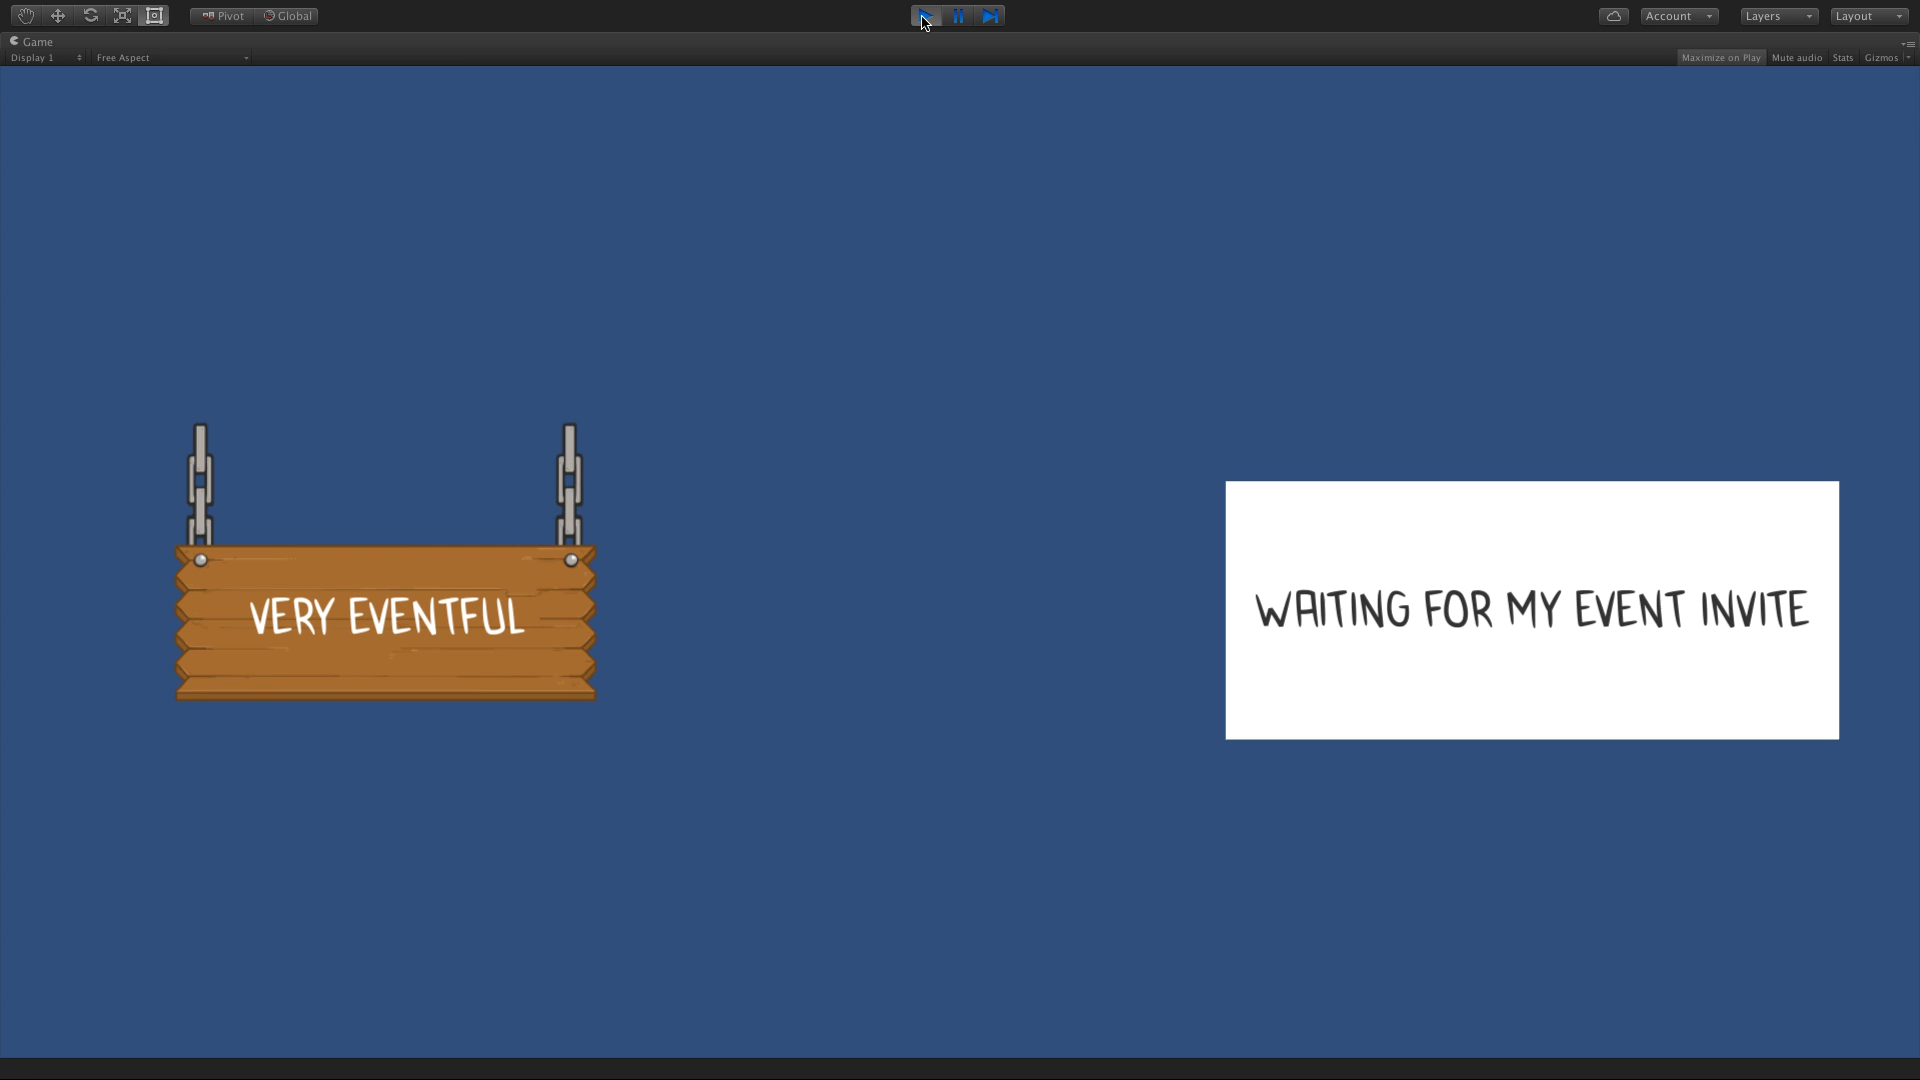 Pivot Global Account Layers Layout
Game
Display 1 Free Aspect Maximize on Play Mute audio Stats Gizmos
VERY EVENTFUL
WAITING FOR MY EVENT INVITE